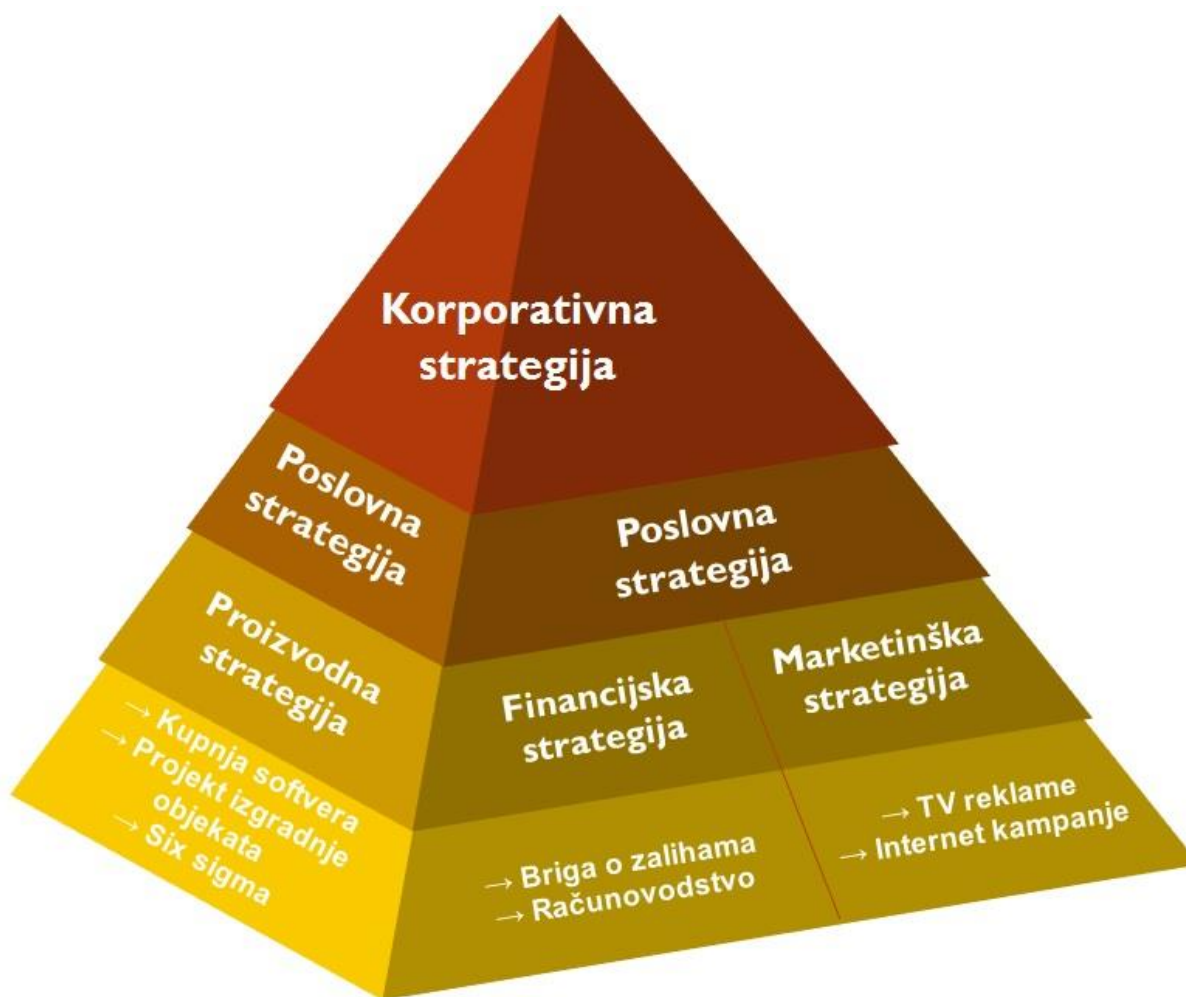 Korporativna
strategija
Poslovna
strategija
Poslovna
strategija
Proizvodna
strategija
Financijska
strategija
Marketinška
strategija
→ Kupnja softvera
→ Projekt izgradnje
objekata
→ Six sigma
→ Briga o zalihama
→ Računovodstvo
→ TV reklame
→ Internet kampanje